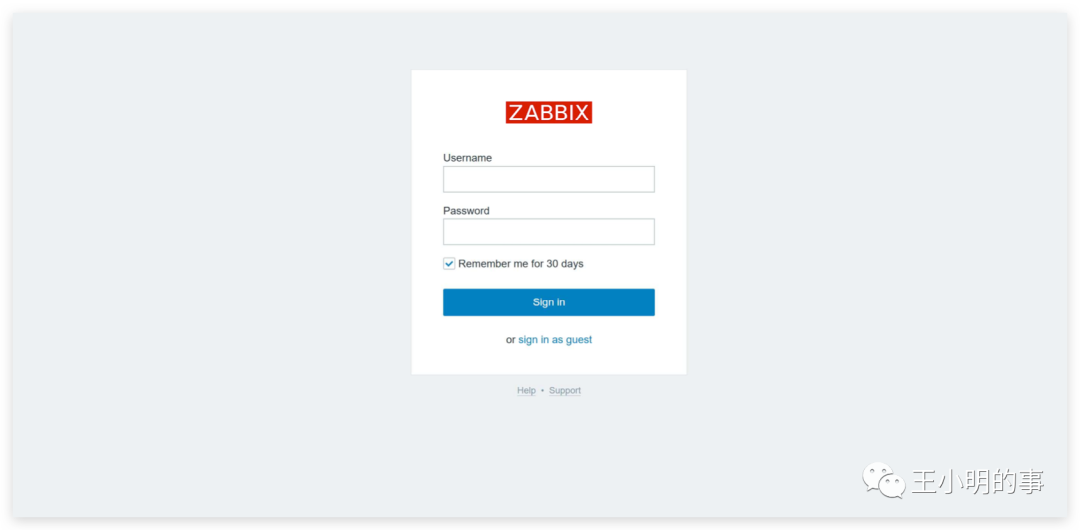 ZABBIX
Username
Password
Remember me for 30 days
Sign in
or sign in as guest
Help • Support
王小明的事